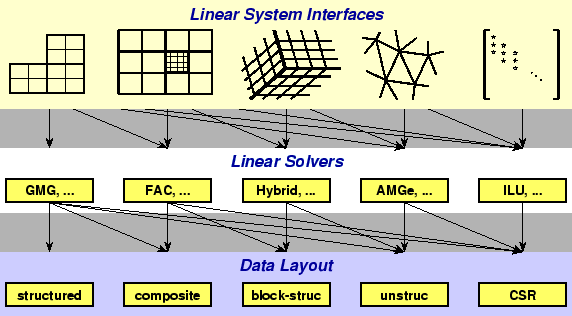 Linear System Interfaces
Linear Solvers
GMG, ...
FAC, ...
Hybrid, ...
AMGe, ...
ILU, ...
Data Layout
structured
composite
block-struc
unstruc
CSR